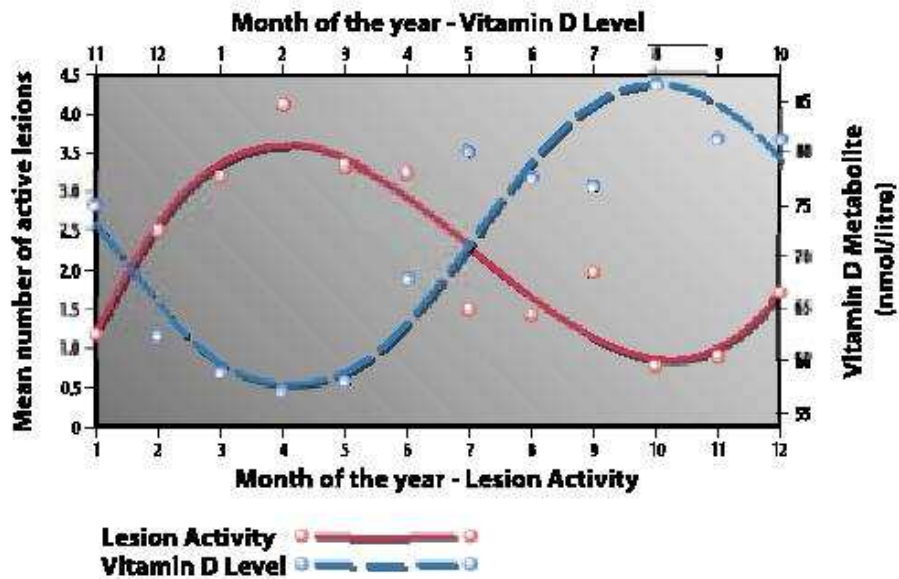 Month of the year - Vitamin D Level
11 12 1 2 3 4 5 6 7 8 9 10
Mean number of active lesions
4.5
4.0
3.5
3.0
2.5
2.0
1.5
1.0
0.5
0
85
80
75
70
65
60
55
Vitamin D Metabolite
(nmol/litre)
1 2 3 4 5 6 7 8 9 10 11 12
Month of the year - Lesion Activity
Lesion Activity
Vitamin D Level